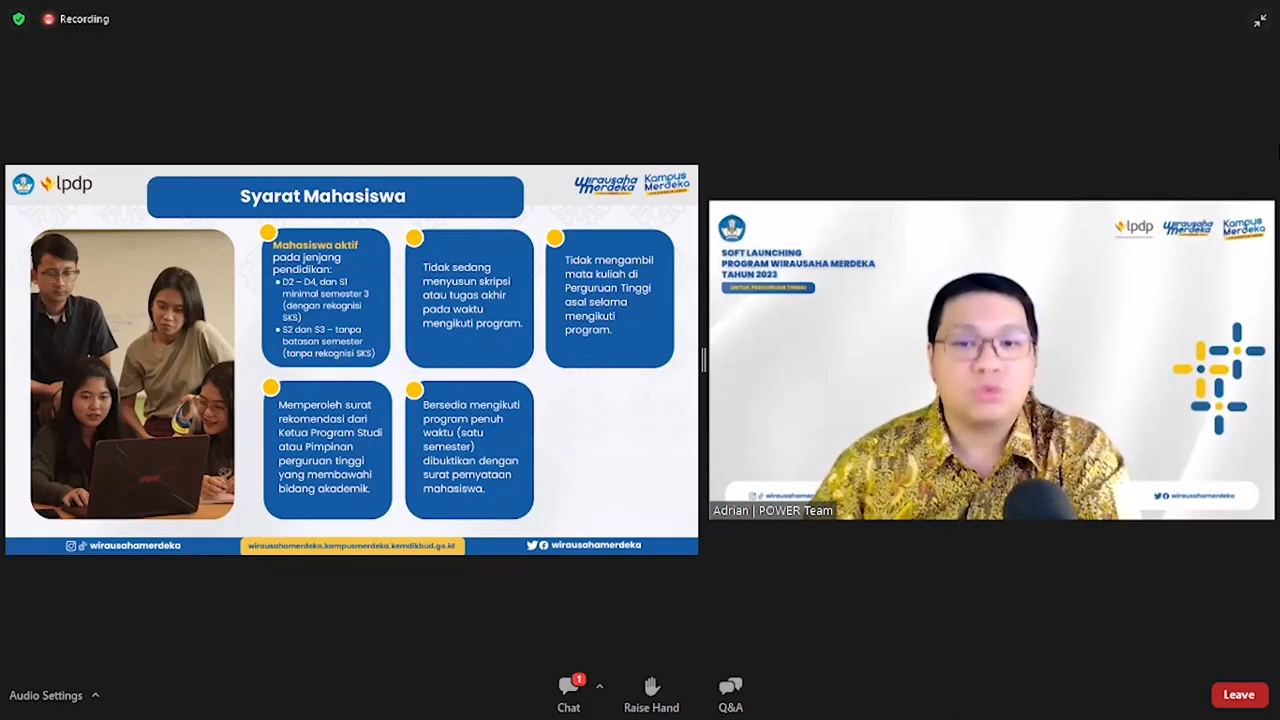 Recording
lpdp
Syarat Mahasiswa
Wirausaha
Merdeka
Kampus
Merdeka
INDONESIA JAYA
Mahasiswa aktif
pada jenjang
pendidikan:
• D2 – D4, dan S1
minimal semester 3
(dengan rekognisi
SKS)
• S2 dan S3 – tanpa
batasan semester
(tanpa rekognisi SKS)
Tidak sedang
menyusun skripsi
atau tugas akhir
pada waktu
mengikuti program.
Tidak mengambil
mata kuliah di
Perguruan Tinggi
asal selama
mengikuti
program.
Memperoleh surat
rekomendasi dari
Ketua Program Studi
atau Pimpinan
perguruan tinggi
yang membawahi
bidang akademik.
Bersedia mengikuti
program penuh
waktu (satu
semester)
dibuktikan dengan
surat pernyataan
mahasiswa.
wirausahamerdeka
wirausahamerdeka.kampusmerdeka.kemdikbud.go.id
wirausahamerdeka
lpdp
Wirausaha
Merdeka
Kampus
Merdeka
SOFT LAUNCHING
PROGRAM WIRAUSAHA MERDEKA
TAHUN 2023
UNTUK PERGURUAN TINGGI
wirausahamer
wirausahamerdeka
Adrian | POWER Team
Audio Settings
1
Chat
Raise Hand
Q&A
Leave